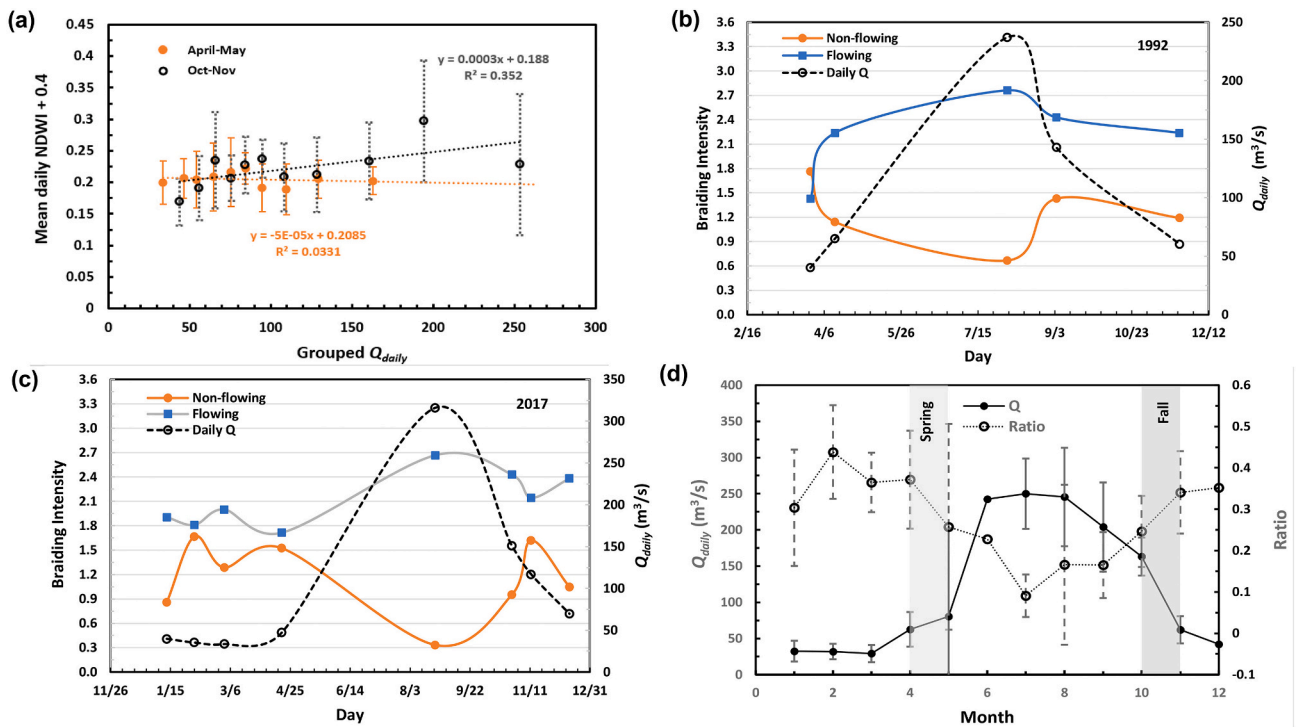 (a)
0.45
0.4
0.35
0.3
0.25
0.2
0.15
0.1
0.05
0
Mean daily NDWI + 0.4
April-May
Oct-Nov
y = 0.0003x + 0.188
R² = 0.352
y = -5E-05x + 0.2085
R² = 0.0331
0 50 100 150 200 250 300
Grouped Qdaily
(b)
3.6
3.3
3.0
2.7
2.4
2.1
1.8
1.5
1.2
0.9
0.6
0.3
0.0
Braiding Intensity
Non-flowing
Flowing
Daily Q
1992
250
200
150
100
50
0
Qdaily (m³/s)
2/16 4/6 5/26 7/15 9/3 10/23 12/12
Day
(c)
3.6
3.3
3.0
2.7
2.4
2.1
1.8
1.5
1.2
0.9
0.6
0.3
0.0
Braiding Intensity
Non-flowing
Flowing
Daily Q
2017
350
300
250
200
150
100
50
0
Qdaily (m³/s)
11/26 1/15 3/6 4/25 6/14 8/3 9/22 11/11 12/31
Day
(d)
400
350
300
250
200
150
100
50
0
Qdaily (m³/s)
Spring
Q
Ratio
Fall
0.6
0.5
0.4
0.3
0.2
0.1
0
-0.1
Ratio
0 2 4 6 8 10 12
Month